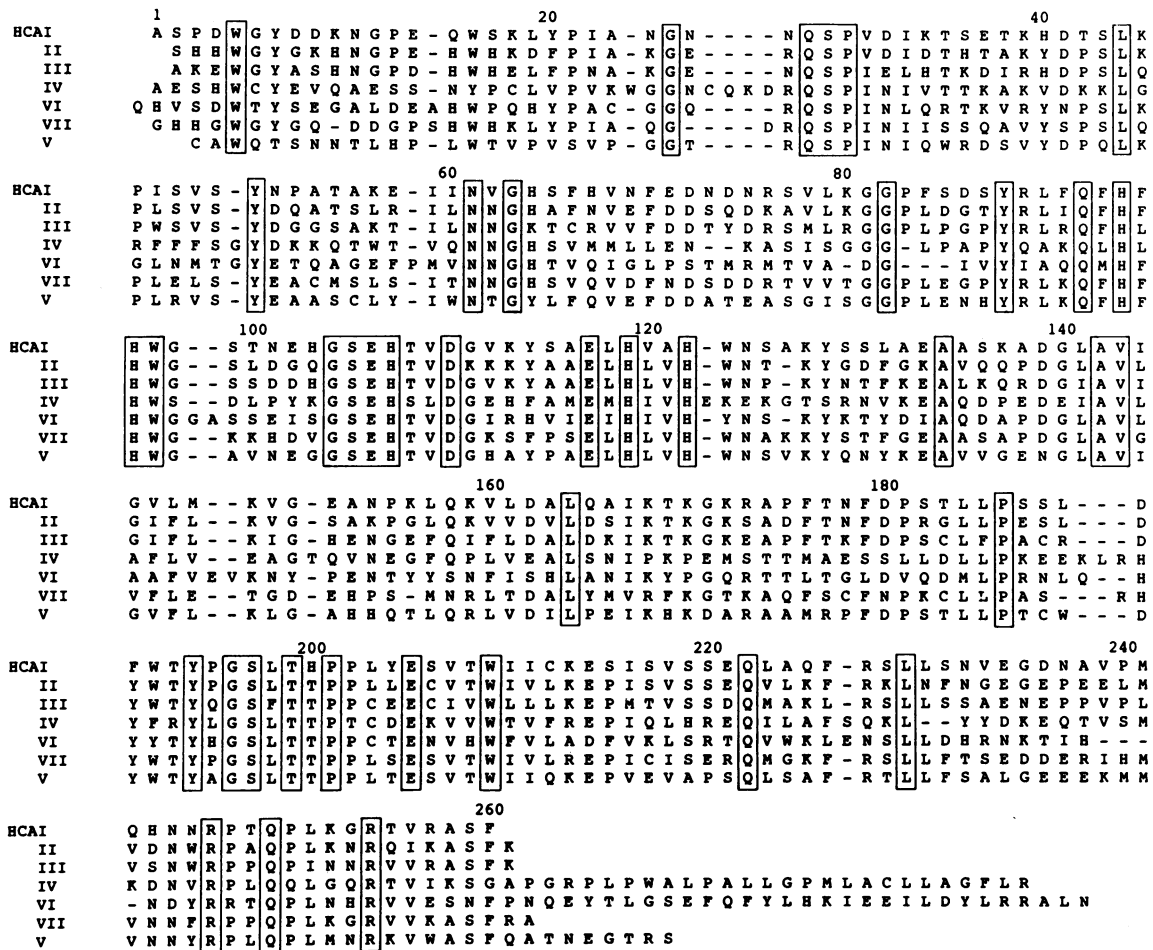 1 20 40
HCAI A S P D W G Y D D K N G P E - Q W S K L Y P I A - N G N - - - - N Q S P V D I K T S E T K H D T S L K
II S H H W G Y G K H N G P E - H W H K D F P I A - K G E - - - - R Q S P V D I D T H T A K Y D P S L K
III A K E W G Y A S H N G P D - H W H E L F P N A - K G E - - - - N Q S P I E L H T K D I R H D P S L Q
IV A E S H W C Y E V Q A E S S - N Y P C L V P V K W G G N C Q K D R Q S P I N I V T T K A K V D K K L G
VI Q H V S D W T Y S E G A L D E A H W P Q H Y P A C - G G Q - - - - R Q S P I N L Q R T K V R Y N P S L K
VII G H H G W G Y G Q - D D G P S H W H K L Y P I A - Q G - - - - D R Q S P I N I I S S Q A V Y S P S L Q
V C A W Q T S N N T L H P - L W T V P V S V P - G G T - - - - R Q S P I N I Q W R D S V Y D P Q L K
60 80
HCAI P I S V S - Y N P A T A K E - I I N V G H S F H V N F E D N D N R S V L K G G P F S D S Y R L F Q F H F
II P L S V S - Y D Q A T S L R - I L N N G H A F N V E F D D S Q D K A V L K G G P L D G T Y R L I Q F H F
III P W S V S - Y D G G S A K T - I L N N G K T C R V V F D D T Y D R S M L R G G P L P G P Y R L R Q F H L
IV R F F F S G Y D K K Q T W T - V Q N N G H S V M M L L E N - - K A S I S G G G L - P A P Y Q A K Q L H L
VI G L N M T G Y E T Q A G E F P M V N N G H T V Q I G L P S T M R M T V A - D G - - - I V Y I A Q Q M H F
VII P L E L S - Y E A C M S L S - I T N N G H S V Q V D F N D S D D R T V V T G G P L E G P Y R L K Q F H F
V P L R V S - Y E A A S C L Y - I W N T G Y L F Q V E F D D A T E A S G I S G G P L E N H Y R L K Q F H F
100 120 140
HCAI H W G - - S T N E H G S E H T V D G V K Y S A E L H V A H - W N S A K Y S S L A E A A S K A D G L A V I
II H W G - - S L D G Q G S E H T V D K K K Y A A E L H L V H - W N T - K Y G D F G K A V Q Q P D G L A V L
III H W G - - S S D D H G S E H T V D G V K Y A A E L H L V H - W N P - K Y N T F K E A L K Q R D G I A V I
IV H W S - - D L P Y K G S E H S L D G E H F A M E M H I V H E K E K G T S R N V K E A Q D P E D E I A V L
VI H W G G A S S E I S G S E H T V D G I R H V I E I H I V H - Y N S - K Y K T Y D I A Q D A P D G L A V L
VII H W G - - K K H D V G S E H T V D G K S F P S E L H L V H - W N A K K Y S T F G E A A S A P D G L A V G
V H W G - - A V N E G G S E H T V D G H A Y P A E L H L V H - W N S V K Y Q N Y K E A V V G E N G L A V I
160 180
HCAI G V L M - - K V G - E A N P K L Q K V L D A L Q A I K T K G K R A P F T N F D P S T L L P S S L - - - D
II G I F L - - K V G - S A K P G L Q K V V D V L D S I K T K G K S A D F T N F D P R G L L P E S L - - - D
III G I F L - - K I G - H E N G E F Q I F L D A L D K I K T K G K E A P F T K F D P S C L F P A C R - - - D
IV A F L V - - E A G T Q V N E G F Q P L V E A L S N I P K P E M S T T M A E S S L L D L L P K E E K L R H
VI A A F V E V K N Y - P E N T Y Y S N F I S H L A N I K Y P G Q R T T L T G L D V Q D M L P R N L Q - - H
VII V F L E - - T G D - E H P S - M N R L T D A L Y M V R F K G T K A Q F S C F N P K C L L P A S - - R H
V G V F L - - K L G - A H H Q T L Q R L V D I L P E I K H K D A R A A M R P F D P S T L L P T C W - - D
200 220 240
HCAI F W T Y P G S L T H P P L Y E S V T W I I C K E S I S V S S E Q L A Q F - R S L L S N V E G D N A V P M
II Y W T Y P G S L T T P P L L E C V T W I V L K E P I S V S S E Q V L K F - R K L N F N G E G E P E E L M
III Y W T Y Q G S F T T P P C E E C I V W L L L K E P M T V S S D Q M A K L - R S L L S S A E N E P P V P L
IV Y F R Y L G S L T T P T C D E K V V W T V F R E P I Q L H R E Q I L A F S Q K L - - Y Y D K E Q T V S M
VI Y Y T Y H G S L T T P P C T E N V H W F V L A D F V K L S R T Q V W K L E N S L L D H R N K T I H - - -
VII Y W T Y P G S L T T P P L S E S V T W I V L R E P I C I S E R Q M G K F - R S L L F T S E D D E R I H M
V Y W T Y A G S L T T P P L T E S V T W I I Q K E P V E V A P S Q L S A F - R T L L F S A L G E E E K M M
260
HCAI Q H N N R P T Q P L K G R T V R A S F
II V D N W R P A Q P L K N R Q I K A S F K
III V S N W R P P Q P I N N R V V R A S F K
IV K D N V R P L Q Q L G Q R T V I K S G A P G R P L P W A L P A L L G P M L A C L L A G F L R
VI - N D Y R R T Q P L N H R V V E S N F P N Q E Y T L G S E F Q F Y L H K I E E I L D Y L R R A L N
VII V N N F R P P Q P L K G R V V K A S F R A
V V N N Y R P L Q P L M N R K V W A S F Q A T N E G T R S